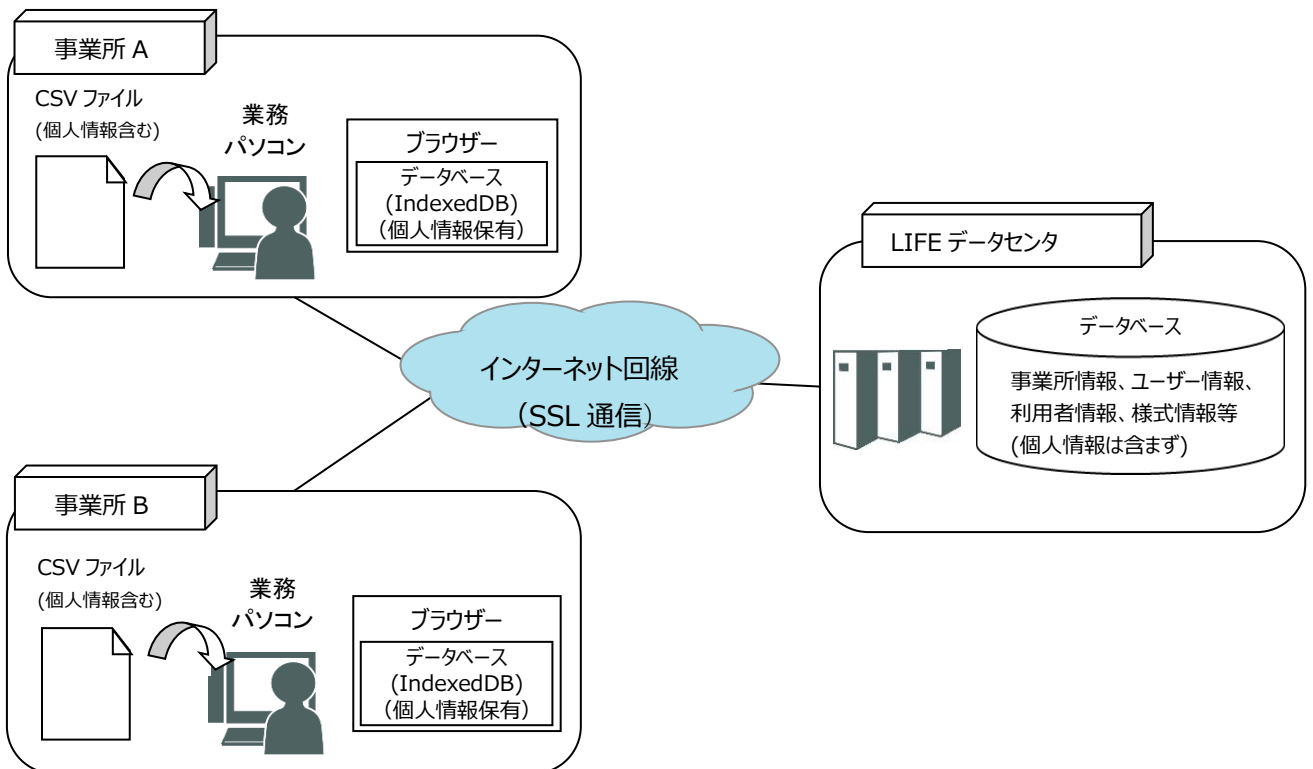 事業所 A
CSV ファイル
(個人情報含む)
業務
パソコン
ブラウザー
データベース
(IndexedDB)
(個人情報保有)
インターネット回線
(SSL 通信)
LIFE データセンタ
データベース
事業所情報、ユーザー情報、
利用者情報、様式情報等
(個人情報は含まず)
事業所 B
CSV ファイル
(個人情報含む)
業務
パソコン
ブラウザー
データベース
(IndexedDB)
(個人情報保有)